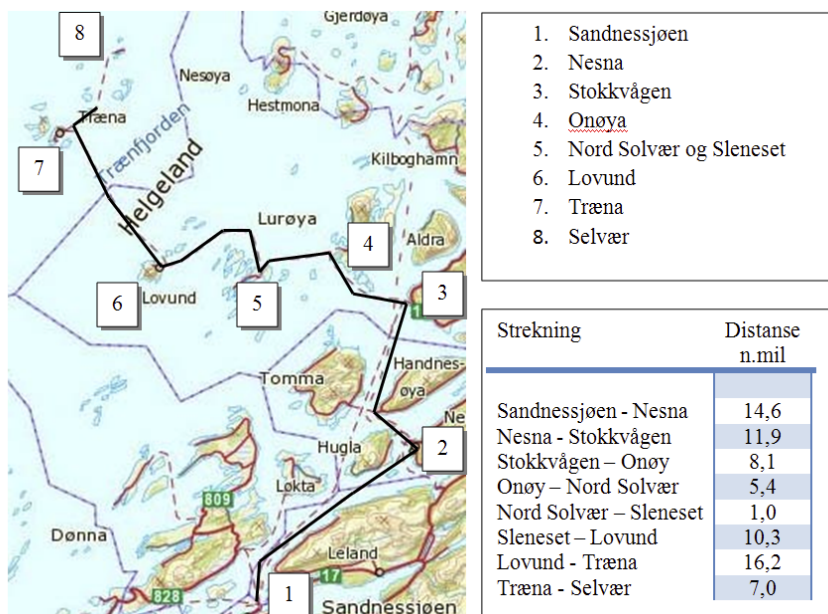 8
Gjerdøya
Nesøya
Hestmona
Træna
Trænfjorden
Helgeland
7
Kilboghamn
Lurøya
4
Aldra
6
Lovund
5
3
1
Handnes-
øya
Tomma
Ne
Hugla
2
Løkta
809
Dønna
Leland
17
1
828
Sandnessjøen
1. Sandnessjøen
2. Nesna
3. Stokkvågen
4. Onøya
5. Nord Solvær og Sleneset
6. Lovund
7. Træna
8. Selvær
Strekning Distanse
n.mil
Sandnessjøen - Nesna 14,6
Nesna - Stokkvågen 11,9
Stokkvågen – Onøy 8,1
Onøy – Nord Solvær 5,4
Nord Solvær – Sleneset 1,0
Sleneset – Lovund 10,3
Lovund - Træna 16,2
Træna - Selvær 7,0